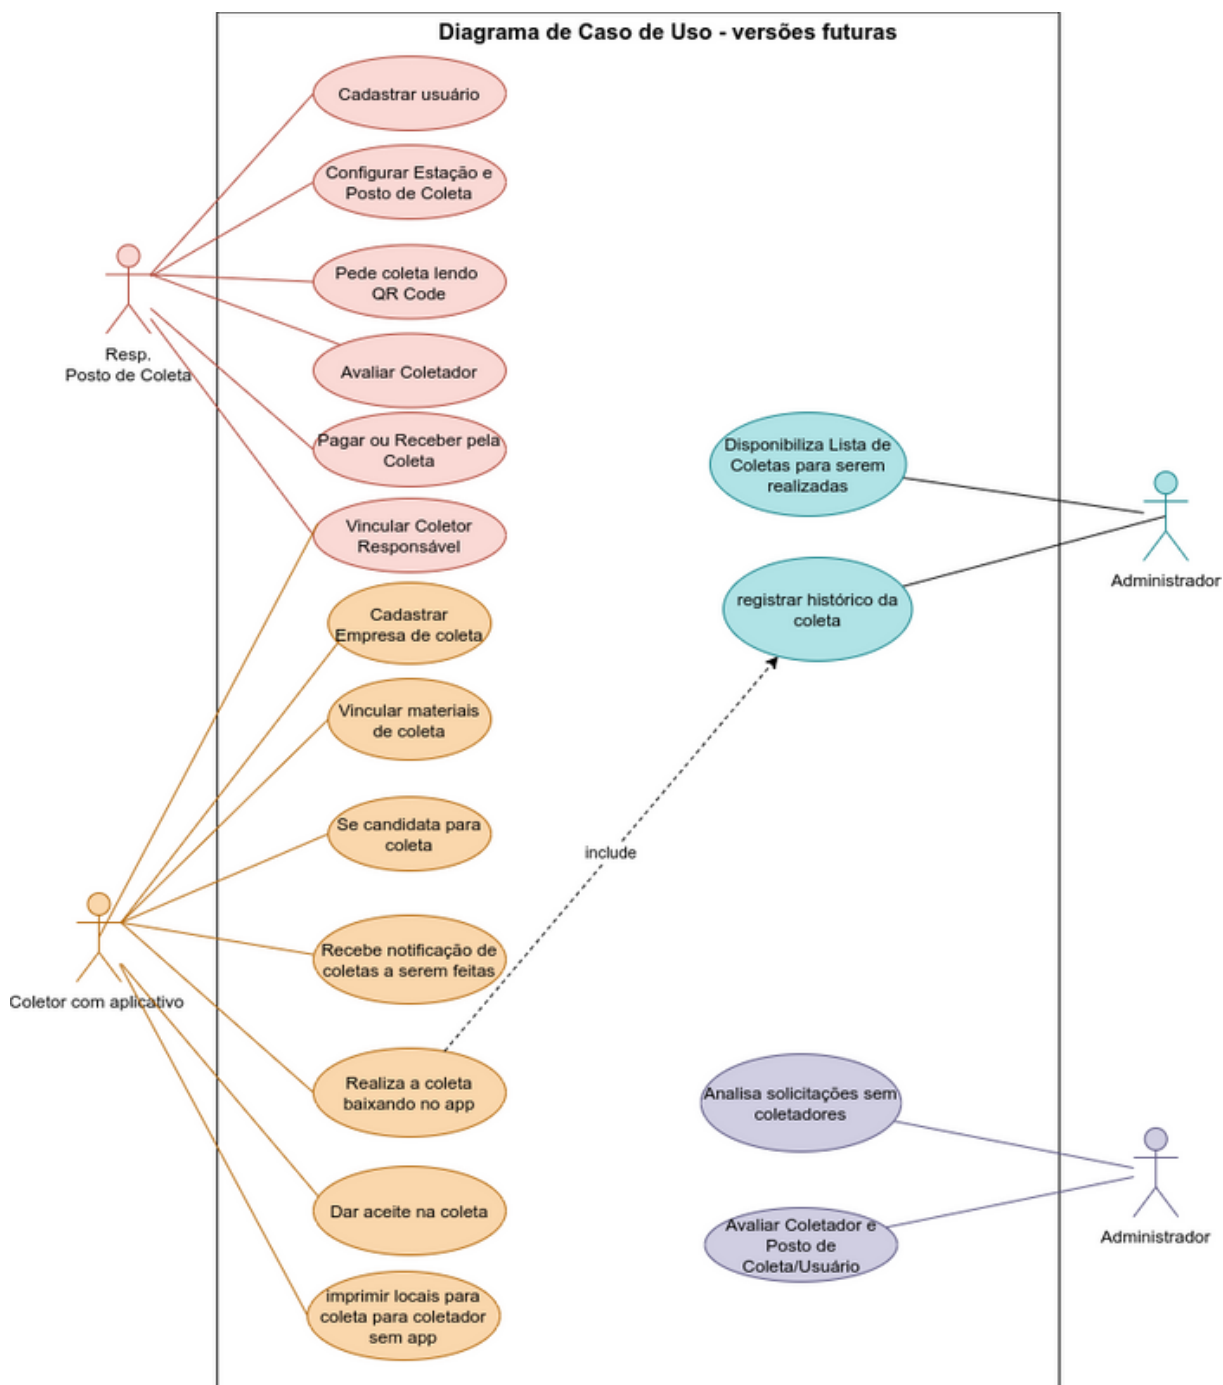 Diagrama de Caso de Uso - versões futuras
Cadastrar usuário
Configurar Estação e
Posto de Coleta
Pede coleta lendo
QR Code
Resp.
Posto de Coleta
Avaliar Coletador
Pagar ou Receber pela
Coleta
Vincular Coletor
Responsável
Disponibiliza Lista de
Coletas para serem
realizadas
Administrador
registrar histórico da
coleta
Cadastrar
Empresa de coleta
Vincular materiais
de coleta
Se candidata para
coleta
include
Recebe notificação de
coletas a serem feitas
Coletor com aplicativo
Realiza a coleta
baixando no app
Dar aceite na coleta
imprimir locais para
coleta para coletador
sem app
Analisa solicitações sem
coletadores
Avaliar Coletador e
Posto de
Coleta/Usuário
Administrador